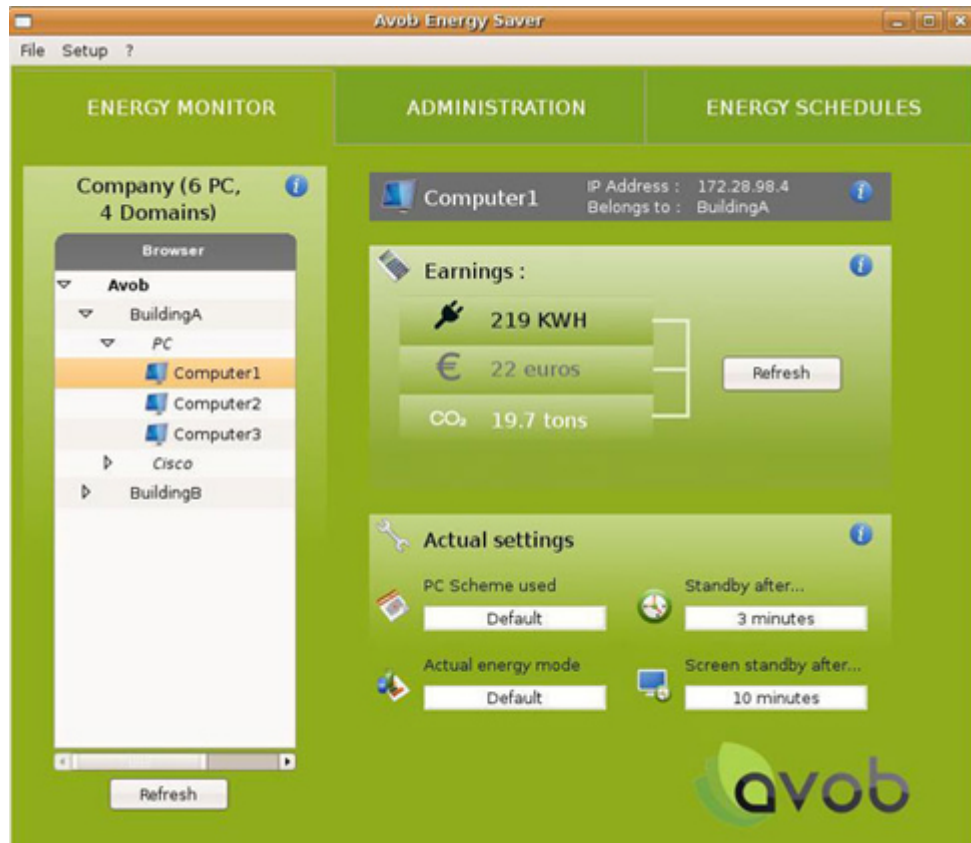 Avob Energy Saver
File Setup ?
ENERGY MONITOR
ADMINISTRATION
ENERGY SCHEDULES
Company (6 PC,
4 Domains)
Browser
Avob
BuildingA
PC
Computer1
Computer2
Computer3
Cisco
BuildingB
Refresh
Computer1
IP Address : 172.28.98.4
Belongs to : BuildingA
Earnings :
219 KWH
€ 22 euros
CO₂ 19.7 tons
Refresh
Actual settings
PC Scheme used
Default
Standby after...
3 minutes
Actual energy mode
Default
Screen standby after...
10 minutes
avob